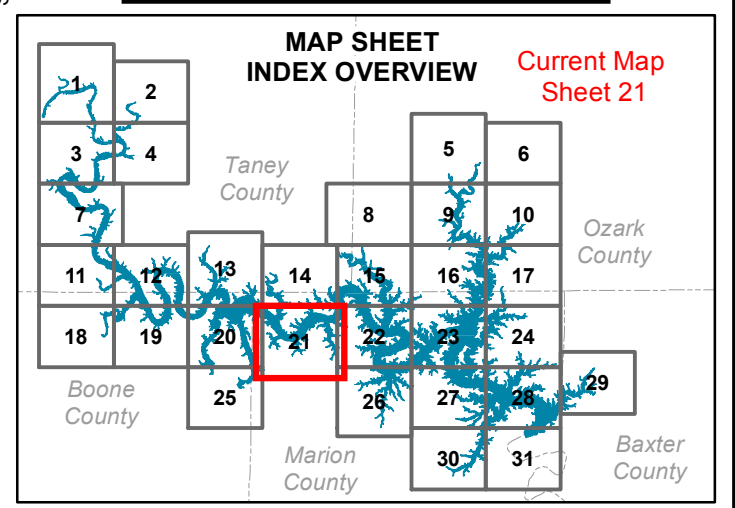 MAP SHEET
INDEX OVERVIEW
Current Map
Sheet 21
1
2
3
4
5
6
Taney
County
7
8
9
10
Ozark
County
11
12
13
14
15
16
17
18
19
20
21
22
23
24
Boone
County
25
26
27
28
29
Marion
County
30
31
Baxter
County